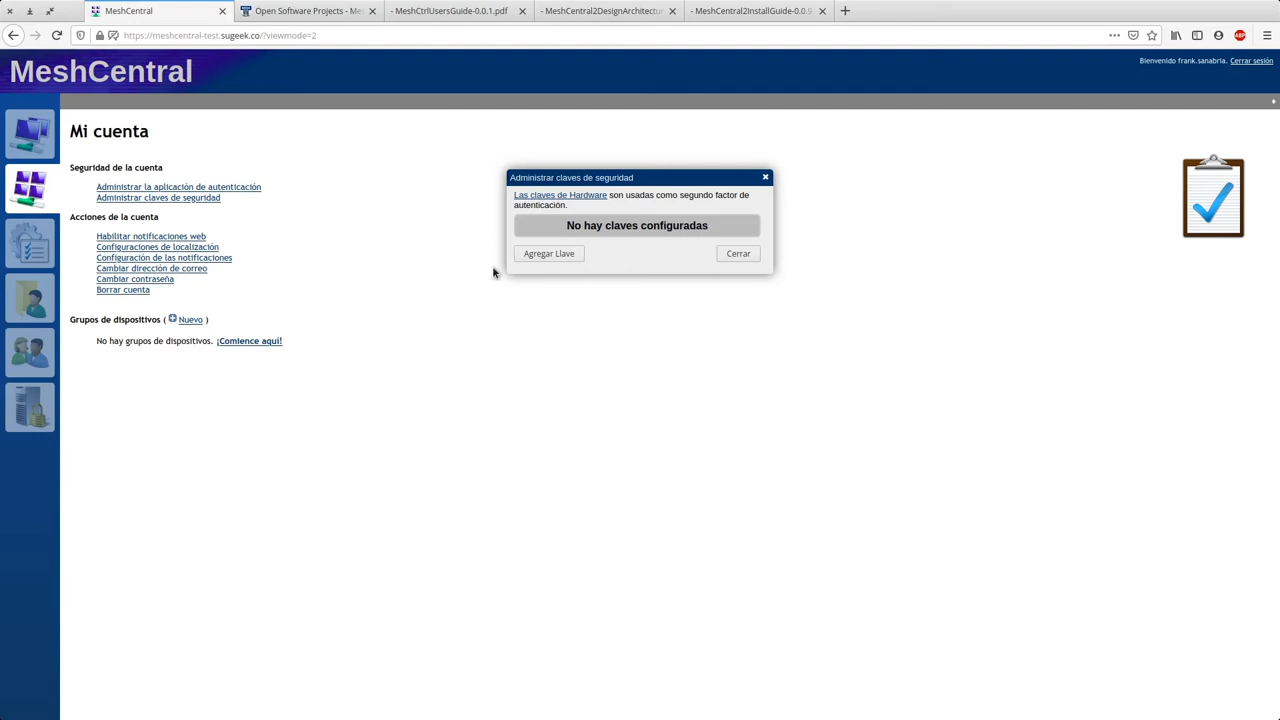 MeshCentral
Open Software Projects - Mes
- MeshCtrlUsersGuide-0.0.1.pdf
- MeshCentral2DesignArchitectur
- MeshCentral2InstallGuide-0.0.9
https://meshcentral-test.sugeek.co/?viewmode=2
ABP
MeshCentral
Bienvenido frank.sanabria. Cerrar sesión
Mi cuenta
Seguridad de la cuenta
Administrar la aplicación de autenticación
Administrar claves de seguridad
Acciones de la cuenta
Habilitar notificaciones web
Configuraciones de localización
Configuración de las notificaciones
Cambiar dirección de correo
Cambiar contraseña
Borrar cuenta
Grupos de dispositivos ( Nuevo )
No hay grupos de dispositivos. ¡Comience aquí!
Administrar claves de seguridad
Las claves de Hardware son usadas como segundo factor de
autenticación.
No hay claves configuradas
Agregar Llave
Cerrar